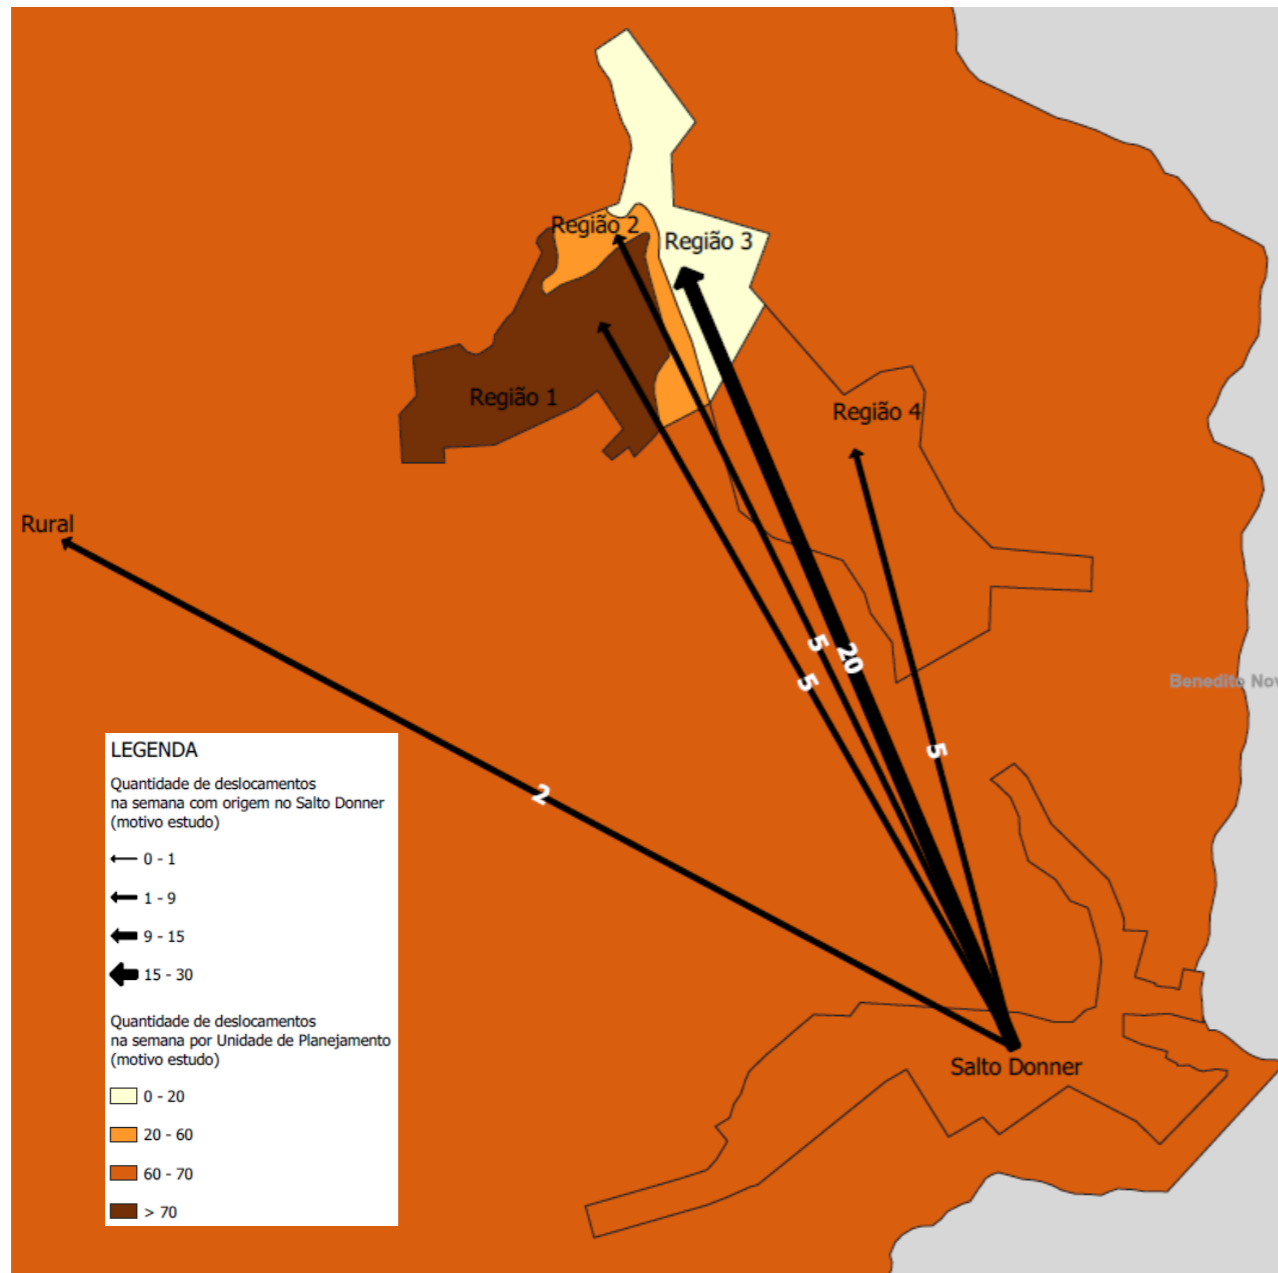 Região 2
Região 3
Região 1
Região 4
Rural
5
20
5
Benedito Nov
5
2
Salto Donner
LEGENDA
Quantidade de deslocamentos
na semana com origem no Salto Donner
(motivo estudo)
0 - 1
1 - 9
9 - 15
15 - 30
Quantidade de deslocamentos
na semana por Unidade de Planejamento
(motivo estudo)
0 - 20
20 - 60
60 - 70
> 70